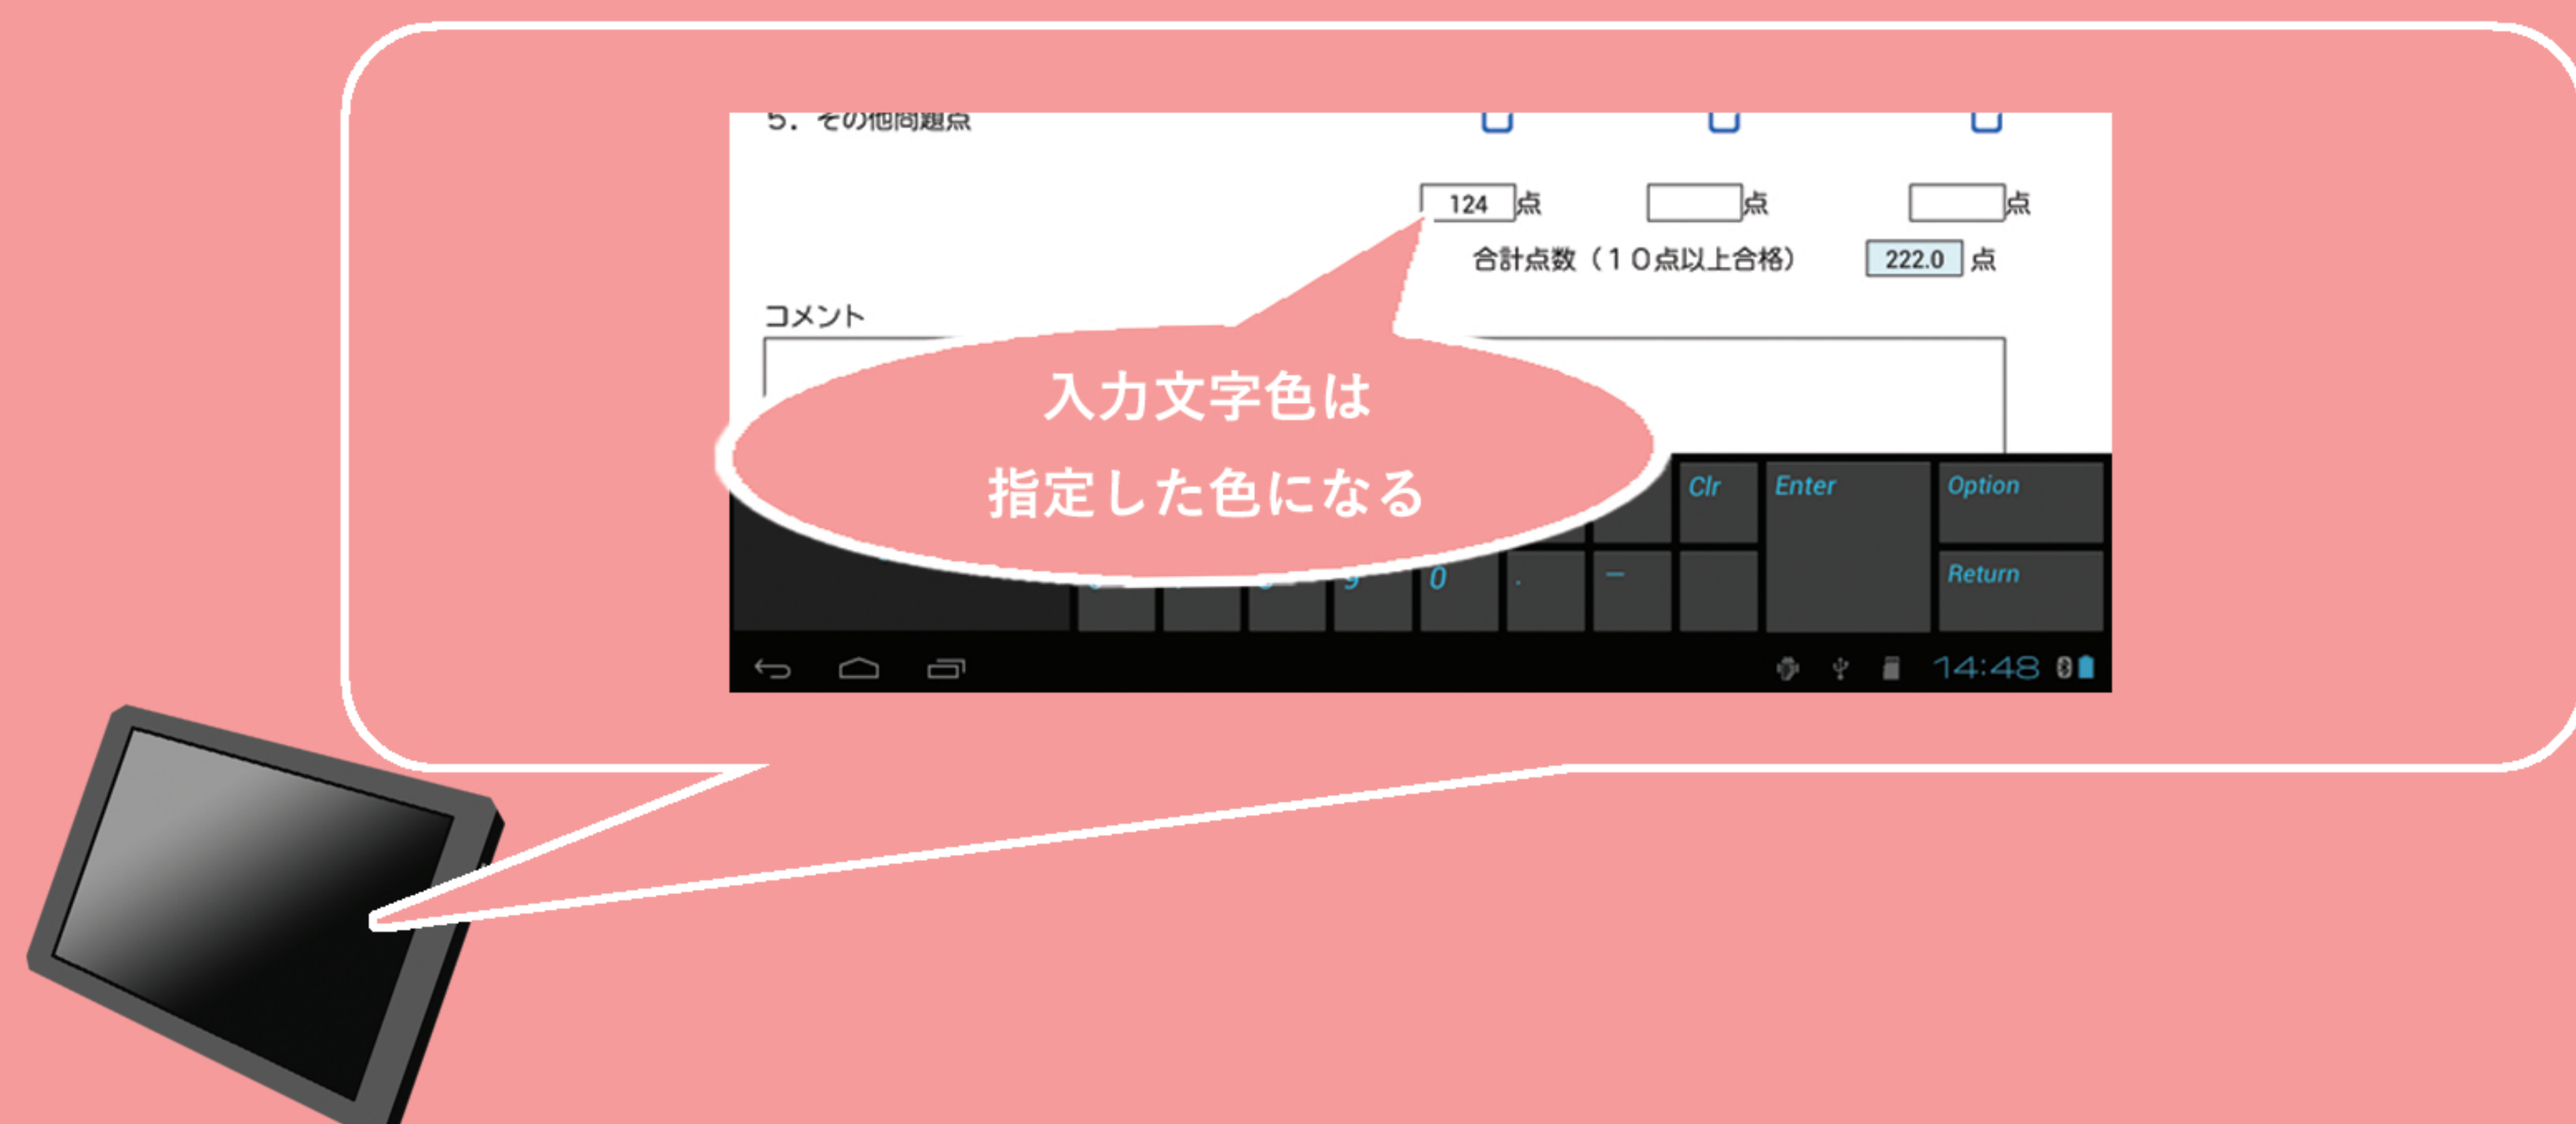 5．その他問題点
124 点 点 点
合計点数（１０点以上合格） 222.0 点
コメント
入力文字色は
指定した色になる
Clr Enter Option
9 0 . − Return
14:48